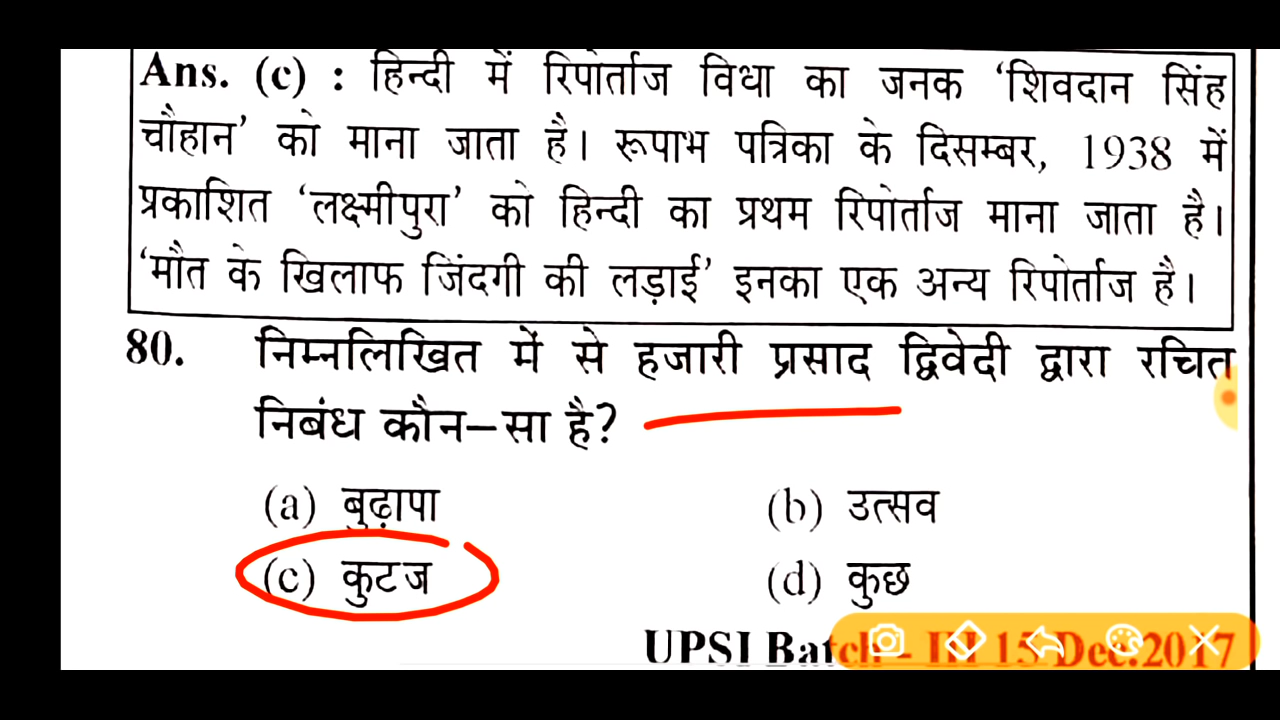 Ans. (c) : हिन्दी में रिपोर्ताज विधा का जनक ‘शिवदान सिंह
चौहान’ को माना जाता है। रूपाभ पत्रिका के दिसम्बर, 1938 में
प्रकाशित ‘लक्ष्मीपुरा’ को हिन्दी का प्रथम रिपोर्ताज माना जाता है।
‘मौत के खिलाफ जिंदगी की लड़ाई’ इनका एक अन्य रिपोर्ताज है।
80. निम्नलिखित में से हजारी प्रसाद द्विवेदी द्वारा रचित
निबंध कौन–सा है?
(a) बुढ़ापा (b) उत्सव
(c) कुटज (d) कुछ
UPSI Batch - III 15 Dec.2017